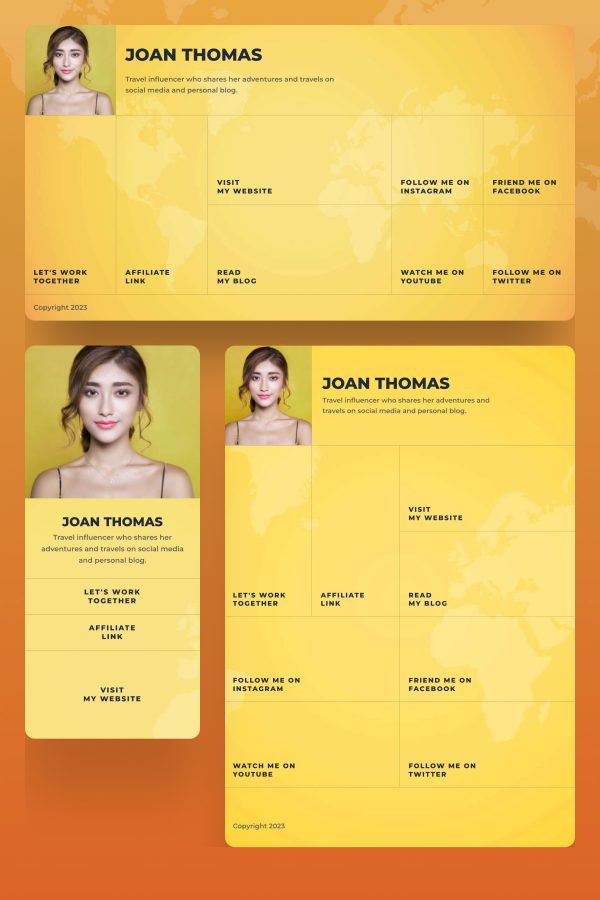 JOAN THOMAS
Travel influencer who shares her adventures and travels on
social media and personal blog.
VISIT
MY WEBSITE
FOLLOW ME ON
INSTAGRAM
FRIEND ME ON
FACEBOOK
LET'S WORK
TOGETHER
AFFILIATE
LINK
READ
MY BLOG
WATCH ME ON
YOUTUBE
FOLLOW ME ON
TWITTER
Copyright 2023
JOAN THOMAS
Travel influencer who shares her
adventures and travels on social media
and personal blog.
LET'S WORK
TOGETHER
AFFILIATE
LINK
VISIT
MY WEBSITE
JOAN THOMAS
Travel influencer who shares her adventures and
travels on social media and personal blog.
VISIT
MY WEBSITE
LET'S WORK
TOGETHER
AFFILIATE
LINK
READ
MY BLOG
FOLLOW ME ON
INSTAGRAM
FRIEND ME ON
FACEBOOK
WATCH ME ON
YOUTUBE
FOLLOW ME ON
TWITTER
Copyright 2023